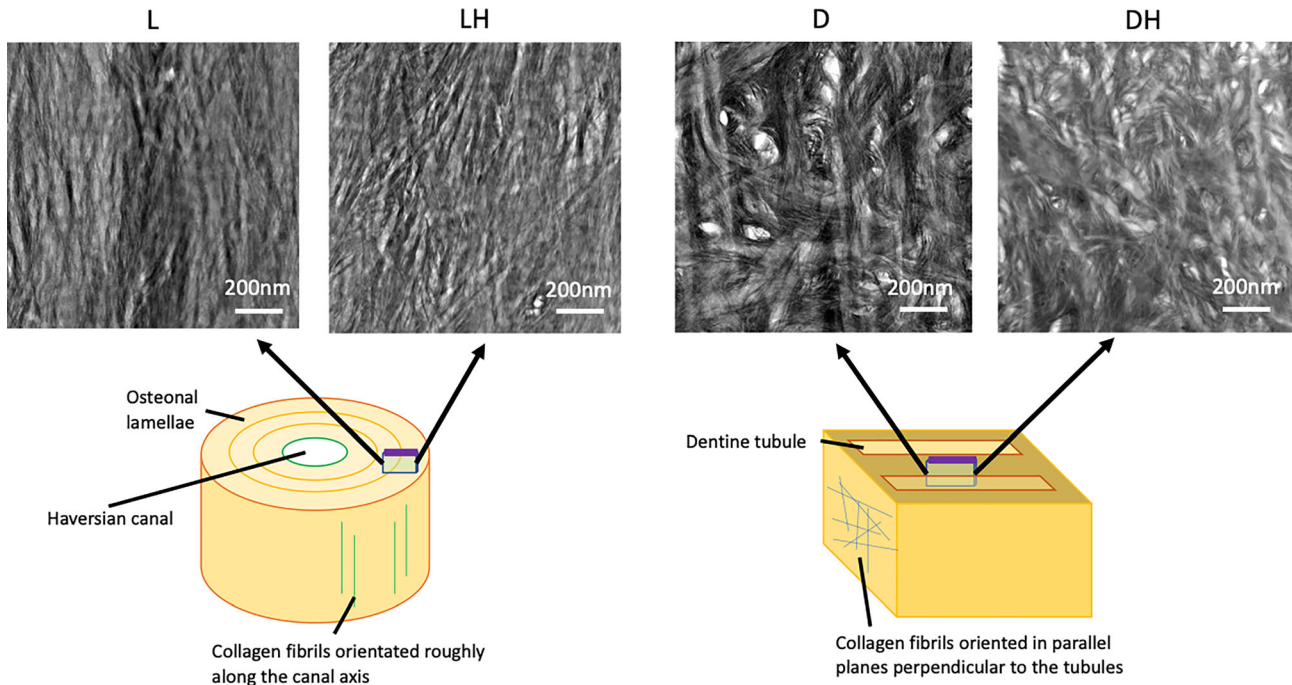 L
LH
D
DH
200nm
200nm
200nm
200nm
Osteonal
lamellae
Haversian canal
Collagen fibrils orientated roughly
along the canal axis
Dentine tubule
Collagen fibrils oriented in parallel
planes perpendicular to the tubules